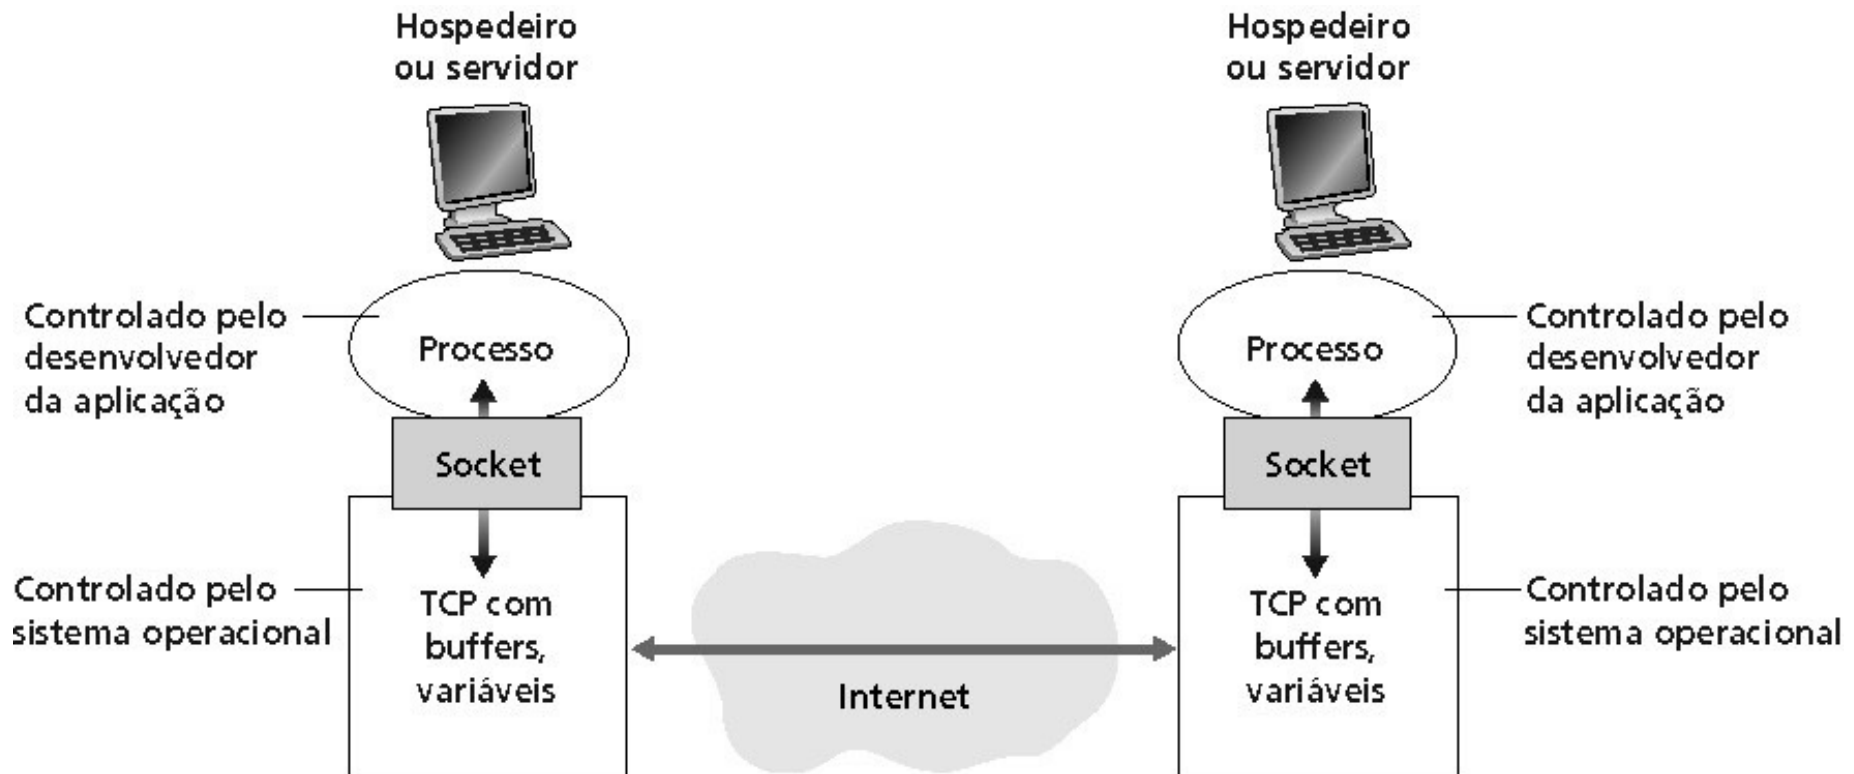 Hospedeiro
ou servidor
Hospedeiro
ou servidor
Controlado pelo
desenvolvedor
da aplicação
Processo
Processo
Controlado pelo
desenvolvedor
da aplicação
Socket
Socket
Controlado pelo
sistema operacional
TCP com
buffers,
variáveis
Internet
TCP com
buffers,
variáveis
Controlado pelo
sistema operacional